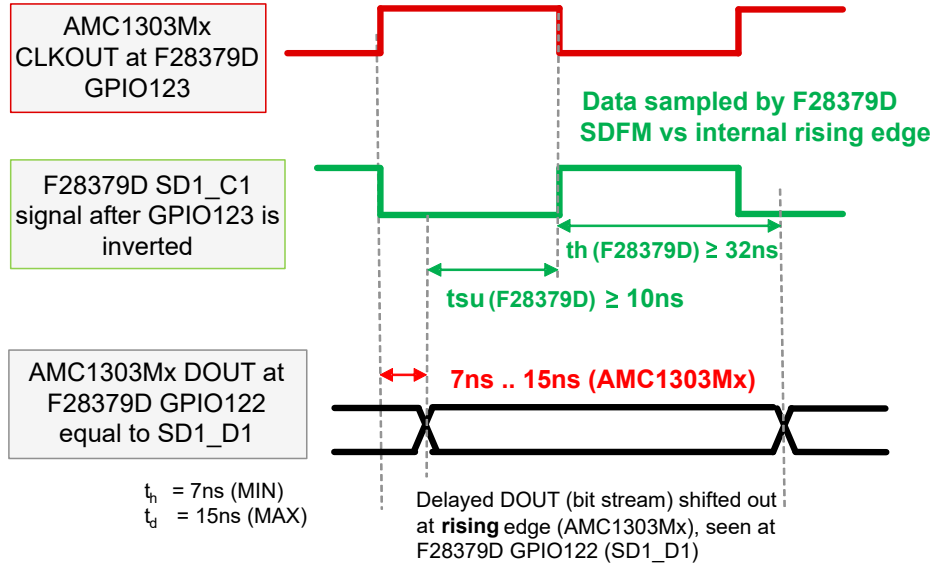 AMC1303Mx
CLKOUT at F28379D
GPIO123
Data sampled by F28379D
SDFM vs internal rising edge
F28379D SD1_C1
signal after GPIO123 is
inverted
th (F28379D) ≥ 32ns
tsu (F28379D) ≥ 10ns
AMC1303Mx DOUT at
F28379D GPIO122
equal to SD1_D1
7ns .. 15ns (AMC1303Mx)
th = 7ns (MIN)
td = 15ns (MAX)
Delayed DOUT (bit stream) shifted out
at rising edge (AMC1303Mx), seen at
F28379D GPIO122 (SD1_D1)